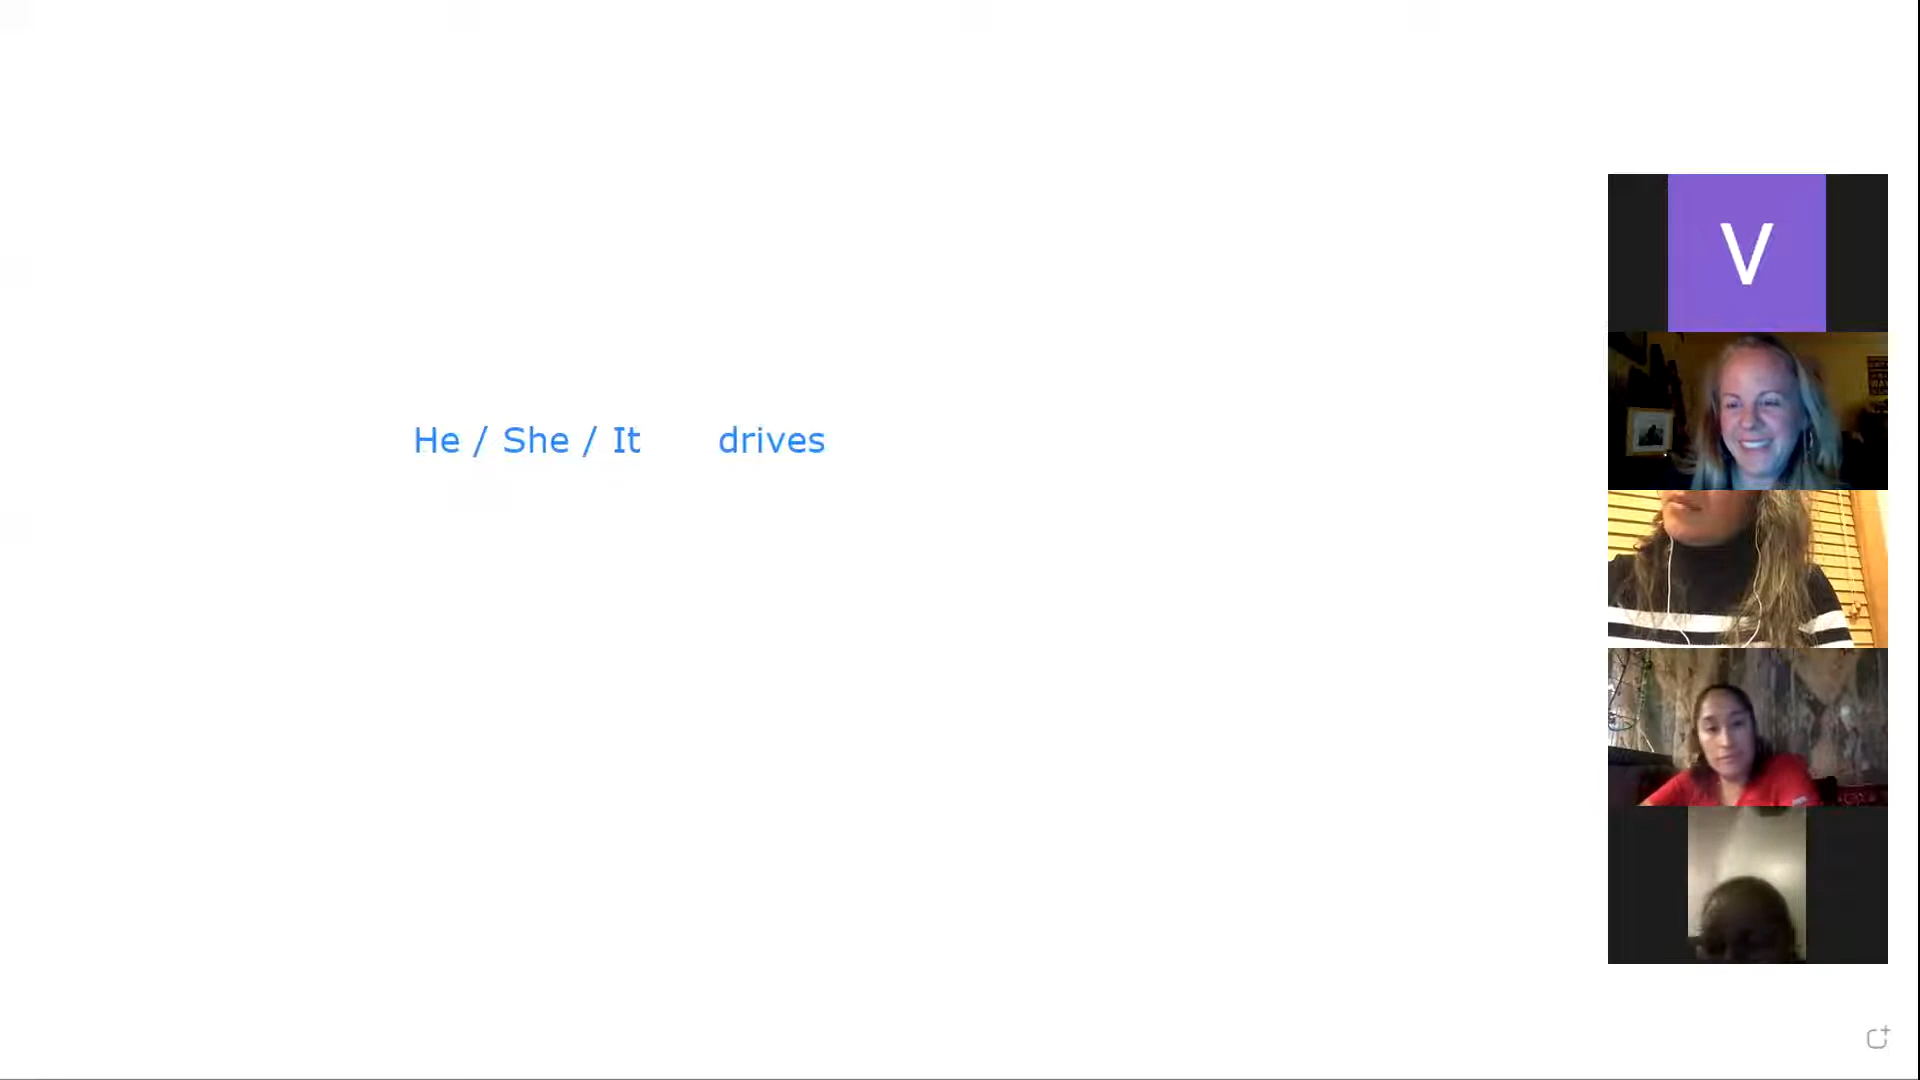 He / She / It drives
V